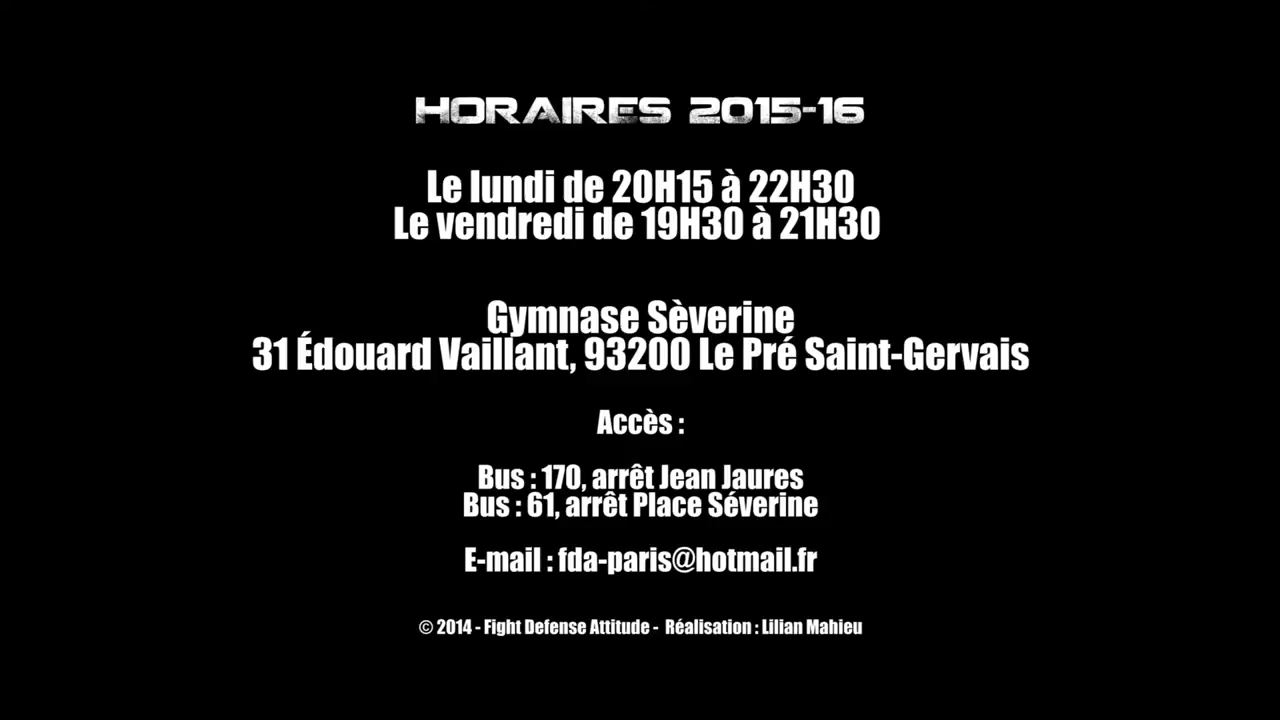 HORAIRES 2015-16
Le lundi de 20H15 à 22H30
Le vendredi de 19H30 à 21H30
Gymnase Sèverine
31 Édouard Vaillant, 93200 Le Pré Saint-Gervais
Accès :
Bus : 170, arrêt Jean Jaures
Bus : 61, arrêt Place Séverine
E-mail : fda-paris@hotmail.fr
© 2014 - Fight Defense Attitude - Réalisation : Lilian Mahieu